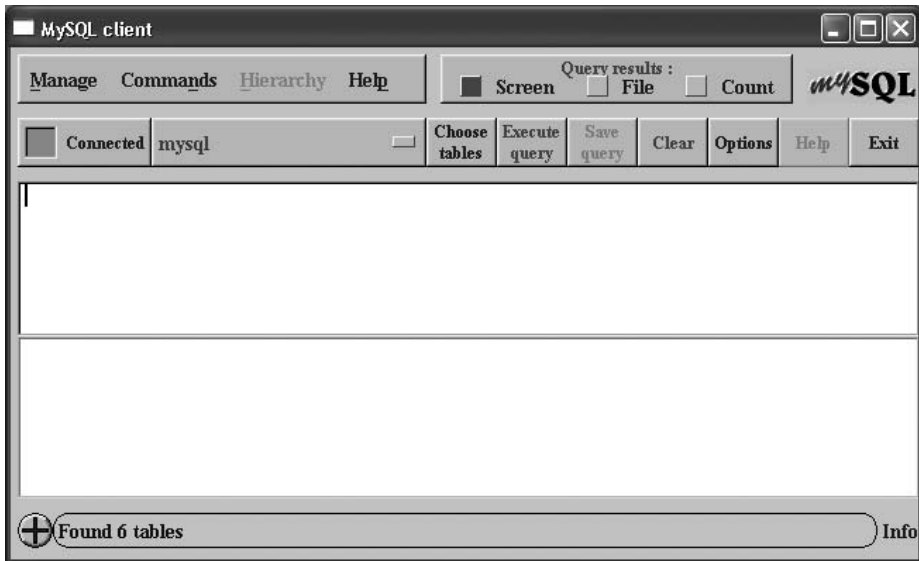 MySQL client
Manage Commands Hierarchy Help
Query results :
Screen File Count
mySQL
Connected mysql
Choose tables
Execute query
Save query
Clear
Options
Help
Exit
Found 6 tables
Info